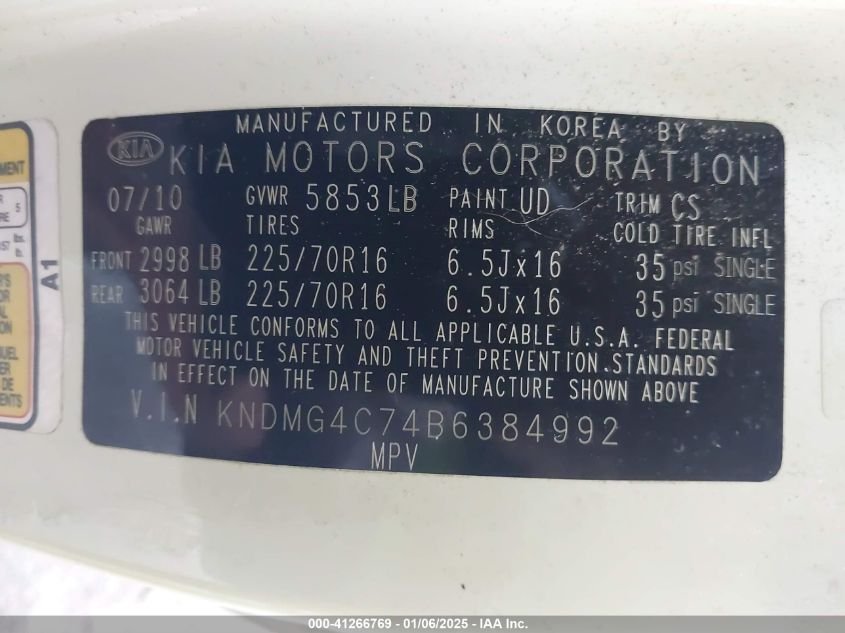 MANUFACTURED IN KOREA BY
KIA KIA MOTORS CORPORATION
07/10 GVWR 5853LB PAINT UD TRIM CS
GAWR TIRES RIMS COLD TIRE INFL
FRONT 2998 LB 225/70R16 6.5Jx16 35 psi SINGLE
REAR 3064 LB 225/70R16 6.5Jx16 35 psi SINGLE
THIS VEHICLE CONFORMS TO ALL APPLICABLE U.S.A. FEDERAL
MOTOR VEHICLE SAFETY AND THEFT PREVENTION.STANDARDS
IN EFFECT ON THE DATE OF MANUFACTURE SHOWN ABOVE
V.I.N KNDMG4C74B6384992
MPV
A1
000-41266769 | 01/06/2025 | IAA Inc.